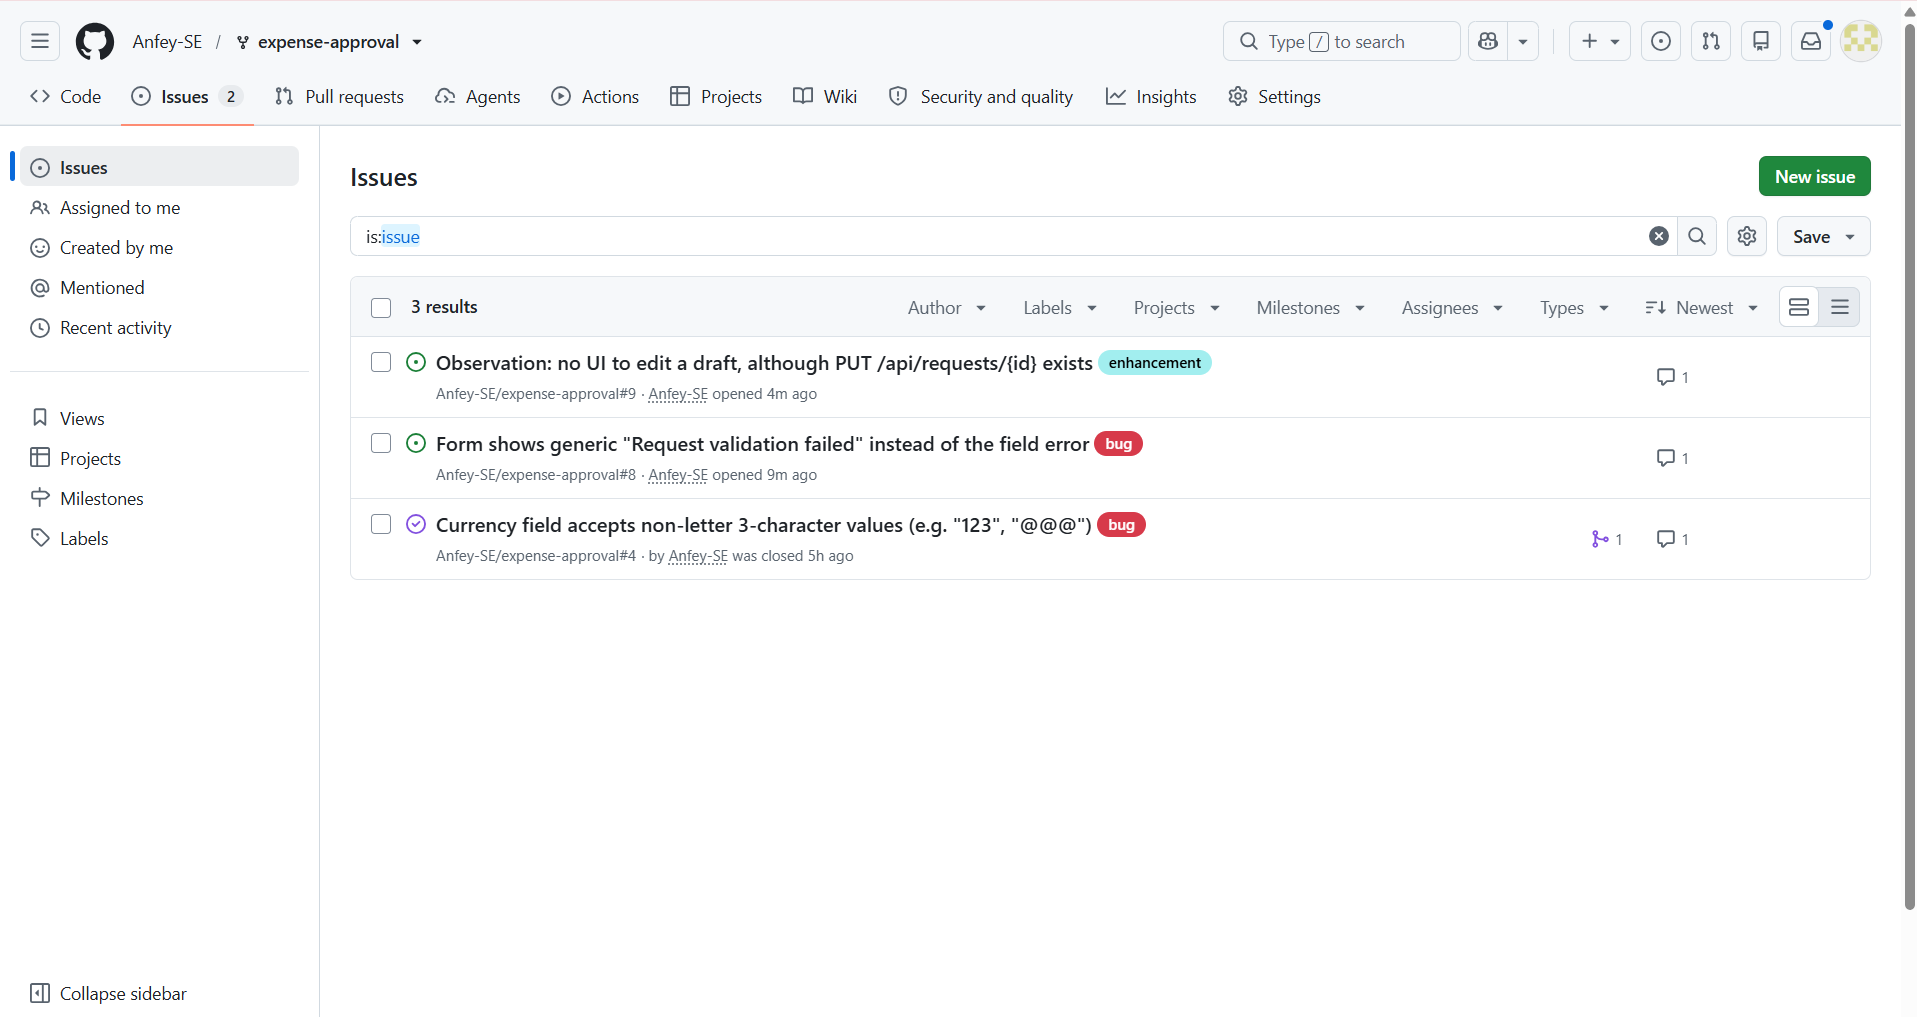 Anfey-SE / expense-approval
Type / to search
Code
Issues 2
Pull requests
Agents
Actions
Projects
Wiki
Security and quality
Insights
Settings
Issues
Assigned to me
Created by me
Mentioned
Recent activity
Views
Projects
Milestones
Labels
Collapse sidebar
Issues
New issue
is:issue
Save
3 results
Author
Labels
Projects
Milestones
Assignees
Types
Newest
Observation: no UI to edit a draft, although PUT /api/requests/{id} exists enhancement
1
Anfey-SE/expense-approval#9 · Anfey-SE opened 4m ago
Form shows generic "Request validation failed" instead of the field error bug
1
Anfey-SE/expense-approval#8 · Anfey-SE opened 9m ago
Currency field accepts non-letter 3-character values (e.g. "123", "@@@") bug
1 1
Anfey-SE/expense-approval#4 · by Anfey-SE was closed 5h ago